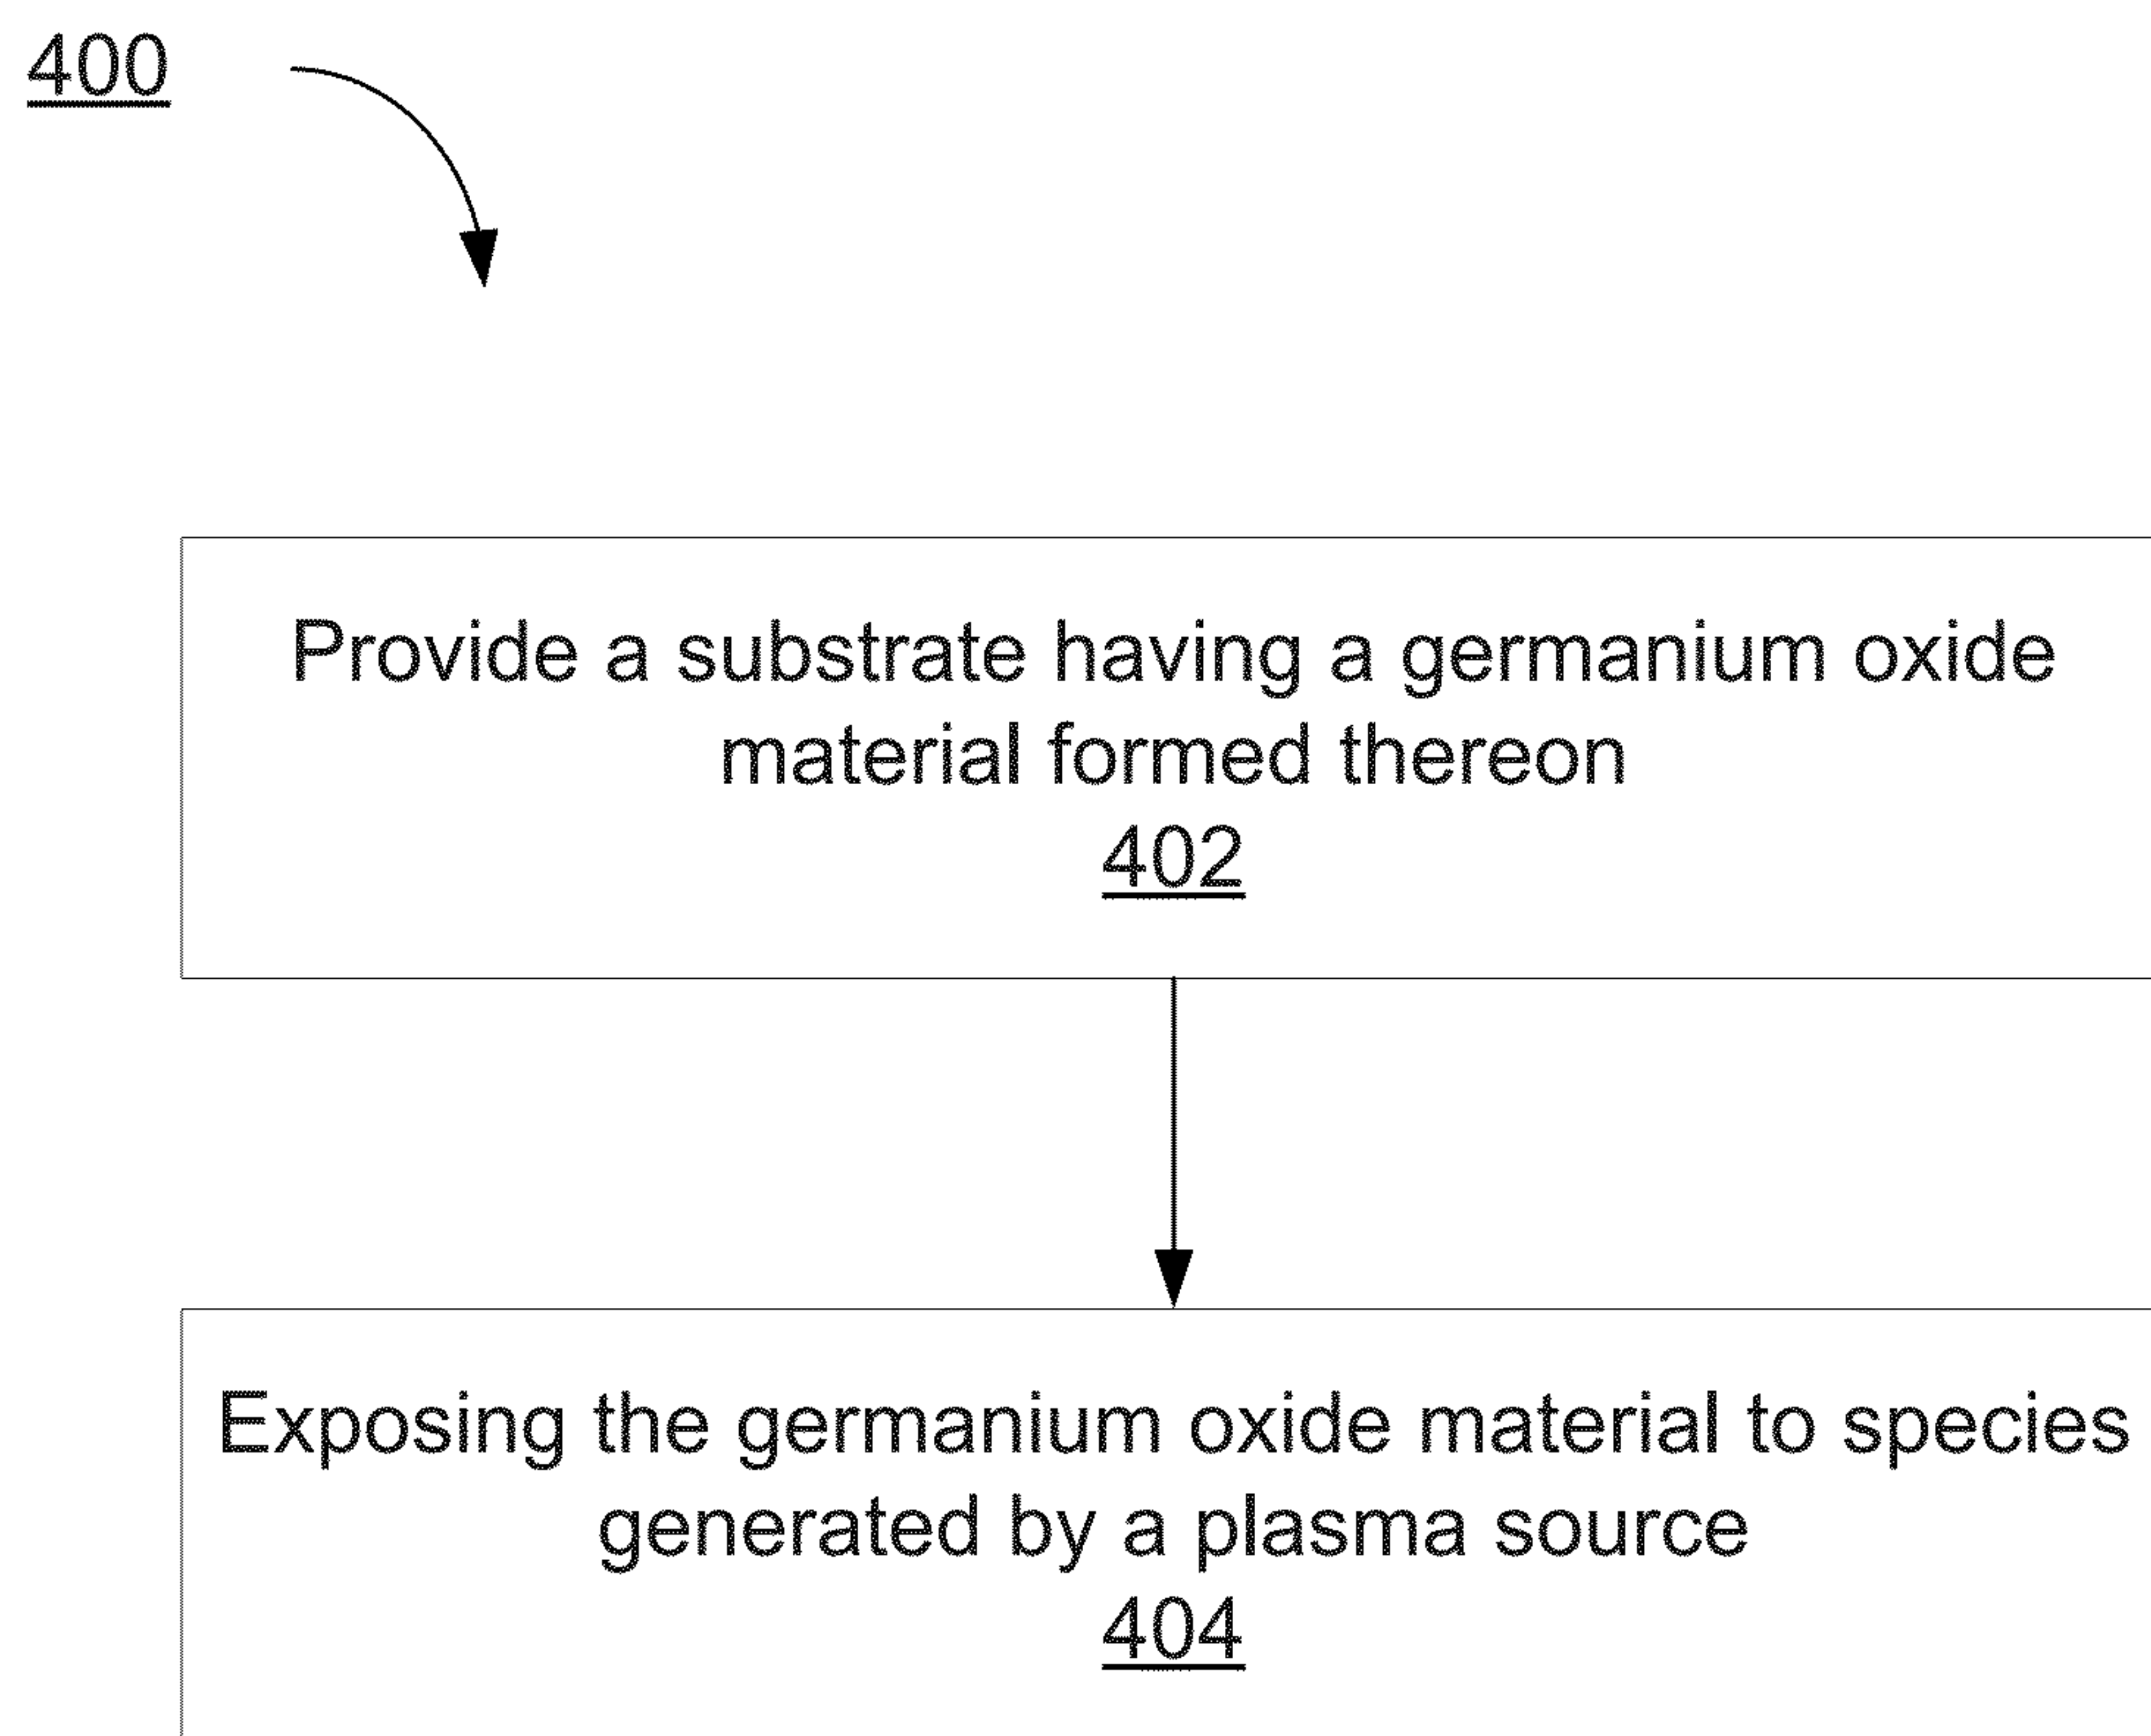 400
Provide a substrate having a germanium oxide
material formed thereon
402
Exposing the germanium oxide material to species
generated by a plasma source
404